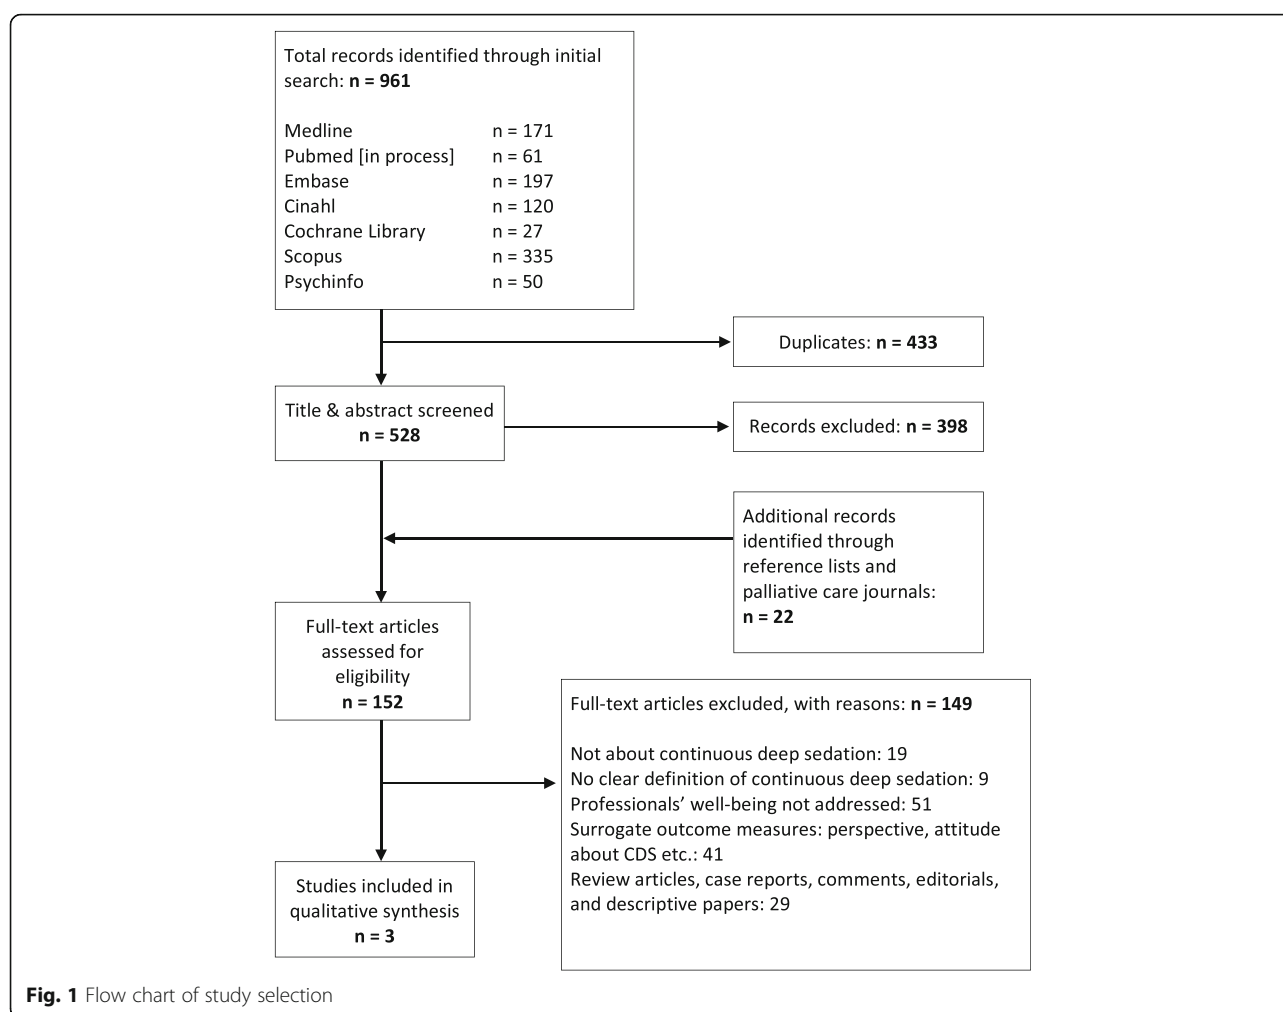 Total records identified through initial
search: n = 961
Medline n = 171
Pubmed [in process] n = 61
Embase n = 197
Cinahl n = 120
Cochrane Library n = 27
Scopus n = 335
Psychinfo n = 50
Duplicates: n = 433
Title & abstract screened
n = 528
Records excluded: n = 398
Additional records
identified through
reference lists and
palliative care journals:
n = 22
Full-text articles
assessed for
eligibility
n = 152
Full-text articles excluded, with reasons: n = 149
Not about continuous deep sedation: 19
No clear definition of continuous deep sedation: 9
Professionals’ well-being not addressed: 51
Surrogate outcome measures: perspective, attitude
about CDS etc.: 41
Review articles, case reports, comments, editorials,
and descriptive papers: 29
Studies included in
qualitative synthesis
n = 3
Fig. 1 Flow chart of study selection